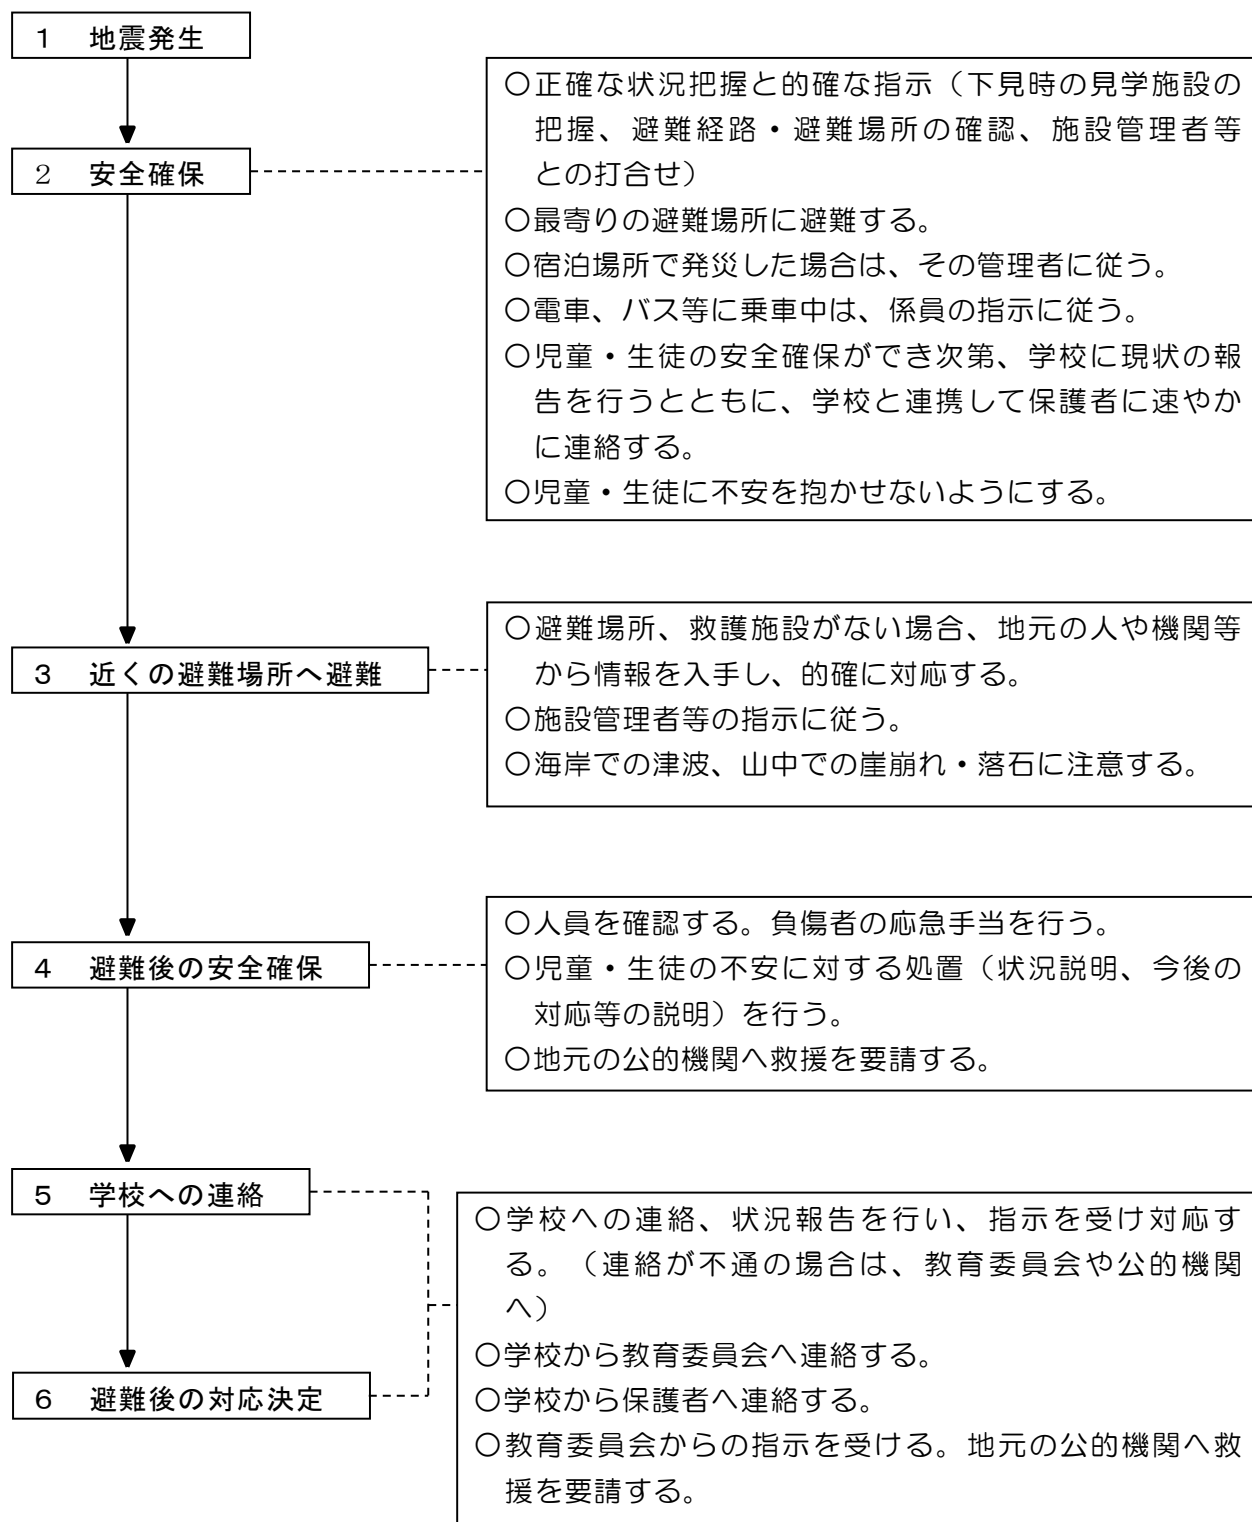 １　地震発生
２　安全確保
〇正確な状況把握と的確な指示（下見時の見学施設の
把握、避難経路・避難場所の確認、施設管理者等
との打合せ）
〇最寄りの避難場所に避難する。
〇宿泊場所で発災した場合は、その管理者に従う。
〇電車、バス等に乗車中は、係員の指示に従う。
〇児童・生徒の安全確保ができ次第、学校に現状の報
告を行うとともに、学校と連携して保護者に速やか
に連絡する。
〇児童・生徒に不安を抱かせないようにする。
３　近くの避難場所へ避難
〇避難場所、救護施設がない場合、地元の人や機関等
から情報を入手し、的確に対応する。
〇施設管理者等の指示に従う。
〇海岸での津波、山中での崖崩れ・落石に注意する。
４　避難後の安全確保
〇人員を確認する。負傷者の応急手当を行う。
〇児童・生徒の不安に対する処置（状況説明、今後の
対応等の説明）を行う。
〇地元の公的機関へ救援を要請する。
５　学校への連絡
６　避難後の対応決定
〇学校への連絡、状況報告を行い、指示を受け対応す
る。（連絡が不通の場合は、教育委員会や公的機関
へ）
〇学校から教育委員会へ連絡する。
〇学校から保護者へ連絡する。
〇教育委員会からの指示を受ける。地元の公的機関へ救
援を要請する。